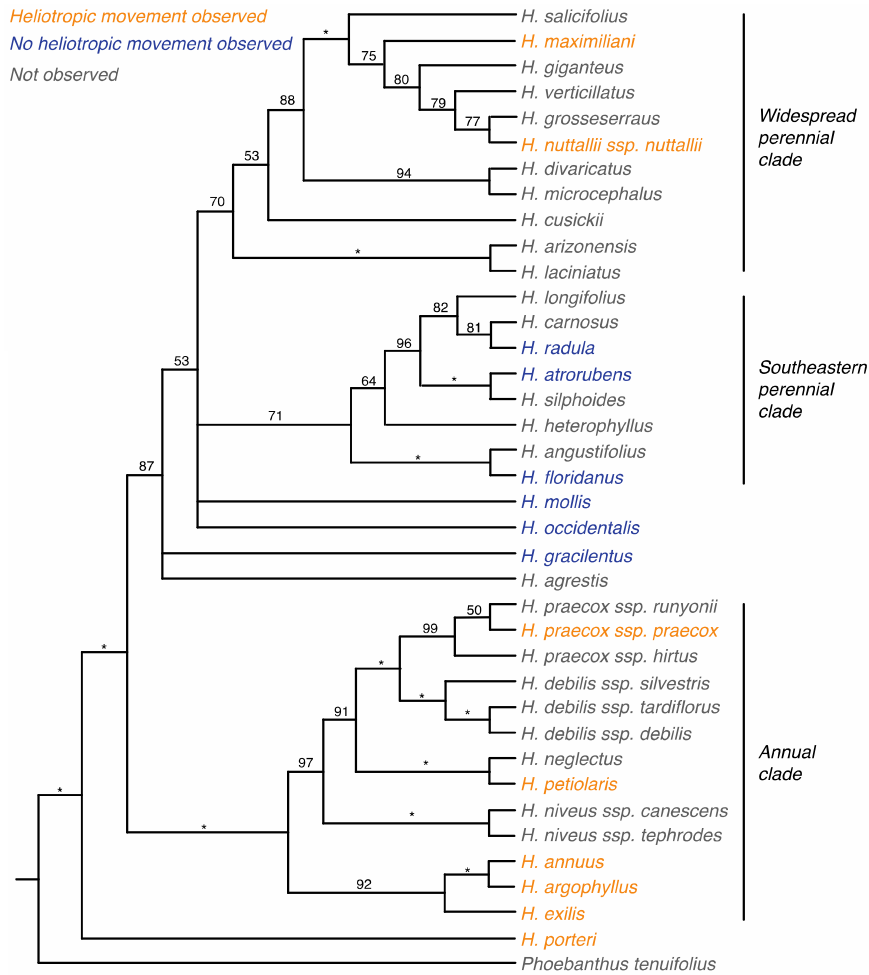 Heliotropic movement observed
No heliotropic movement observed
Not observed
H. salicifolius
*
H. maximiliani
75
H. giganteus
80
H. verticillatus
79
H. grosseserraus
77
H. nuttallii ssp. nuttallii
88
H. divaricatus
94
H. microcephalus
53
H. cusickii
70
H. arizonensis
*
H. laciniatus
Widespread
perennial
clade
H. longifolius
82
H. carnosus
81
H. radula
96
H. atrorubens
*
H. silphoides
64
H. heterophyllus
71
H. angustifolius
*
H. floridanus
Southeastern
perennial
clade
53
H. mollis
H. occidentalis
87
H. gracilentus
H. agrestis
H. praecox ssp. runyonii
50
H. praecox ssp. praecox
99
H. praecox ssp. hirtus
*
*
H. debilis ssp. silvestris
*
H. debilis ssp. tardiflorus
H. debilis ssp. debilis
91
H. neglectus
*
H. petiolaris
97
H. niveus ssp. canescens
*
H. niveus ssp. tephrodes
*
H. annuus
*
H. argophyllus
92
H. exilis
Annual
clade
*
*
H. porteri
Phoebanthus tenuifolius